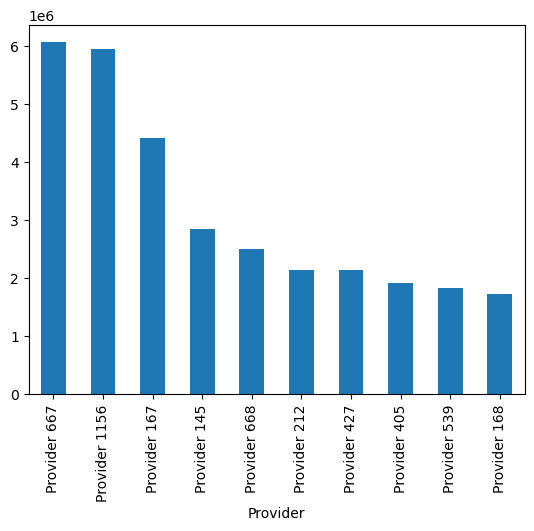 1e6
6
5
4
3
2
1
0
Provider 667
Provider 1156
Provider 167
Provider 145
Provider 668
Provider 212
Provider 427
Provider 405
Provider 539
Provider 168
Provider